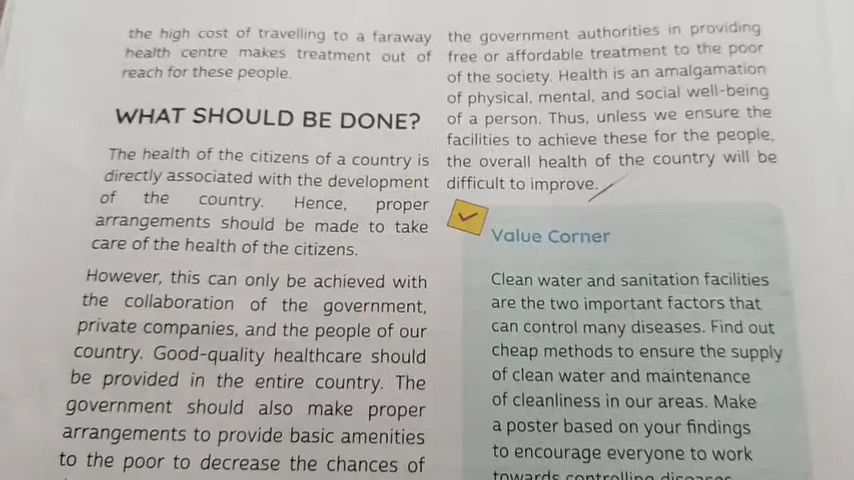 the high cost of travelling to a faraway
health centre makes treatment out of
reach for these people.
WHAT SHOULD BE DONE?
The health of the citizens of a country is
directly associated with the development
of the country. Hence, proper
arrangements should be made to take
care of the health of the citizens.
However, this can only be achieved with
the collaboration of the government,
private companies, and the people of our
country. Good-quality healthcare should
be provided in the entire country. The
government should also make proper
arrangements to provide basic amenities
to the poor to decrease the chances of
the government authorities in providing
free or affordable treatment to the poor
of the society. Health is an amalgamation
of physical, mental, and social well-being
of a person. Thus, unless we ensure the
facilities to achieve these for the people,
the overall health of the country will be
difficult to improve.
Value Corner
Clean water and sanitation facilities
are the two important factors that
can control many diseases. Find out
cheap methods to ensure the supply
of clean water and maintenance
of cleanliness in our areas. Make
a poster based on your findings
to encourage everyone to work
towards controlling diseases